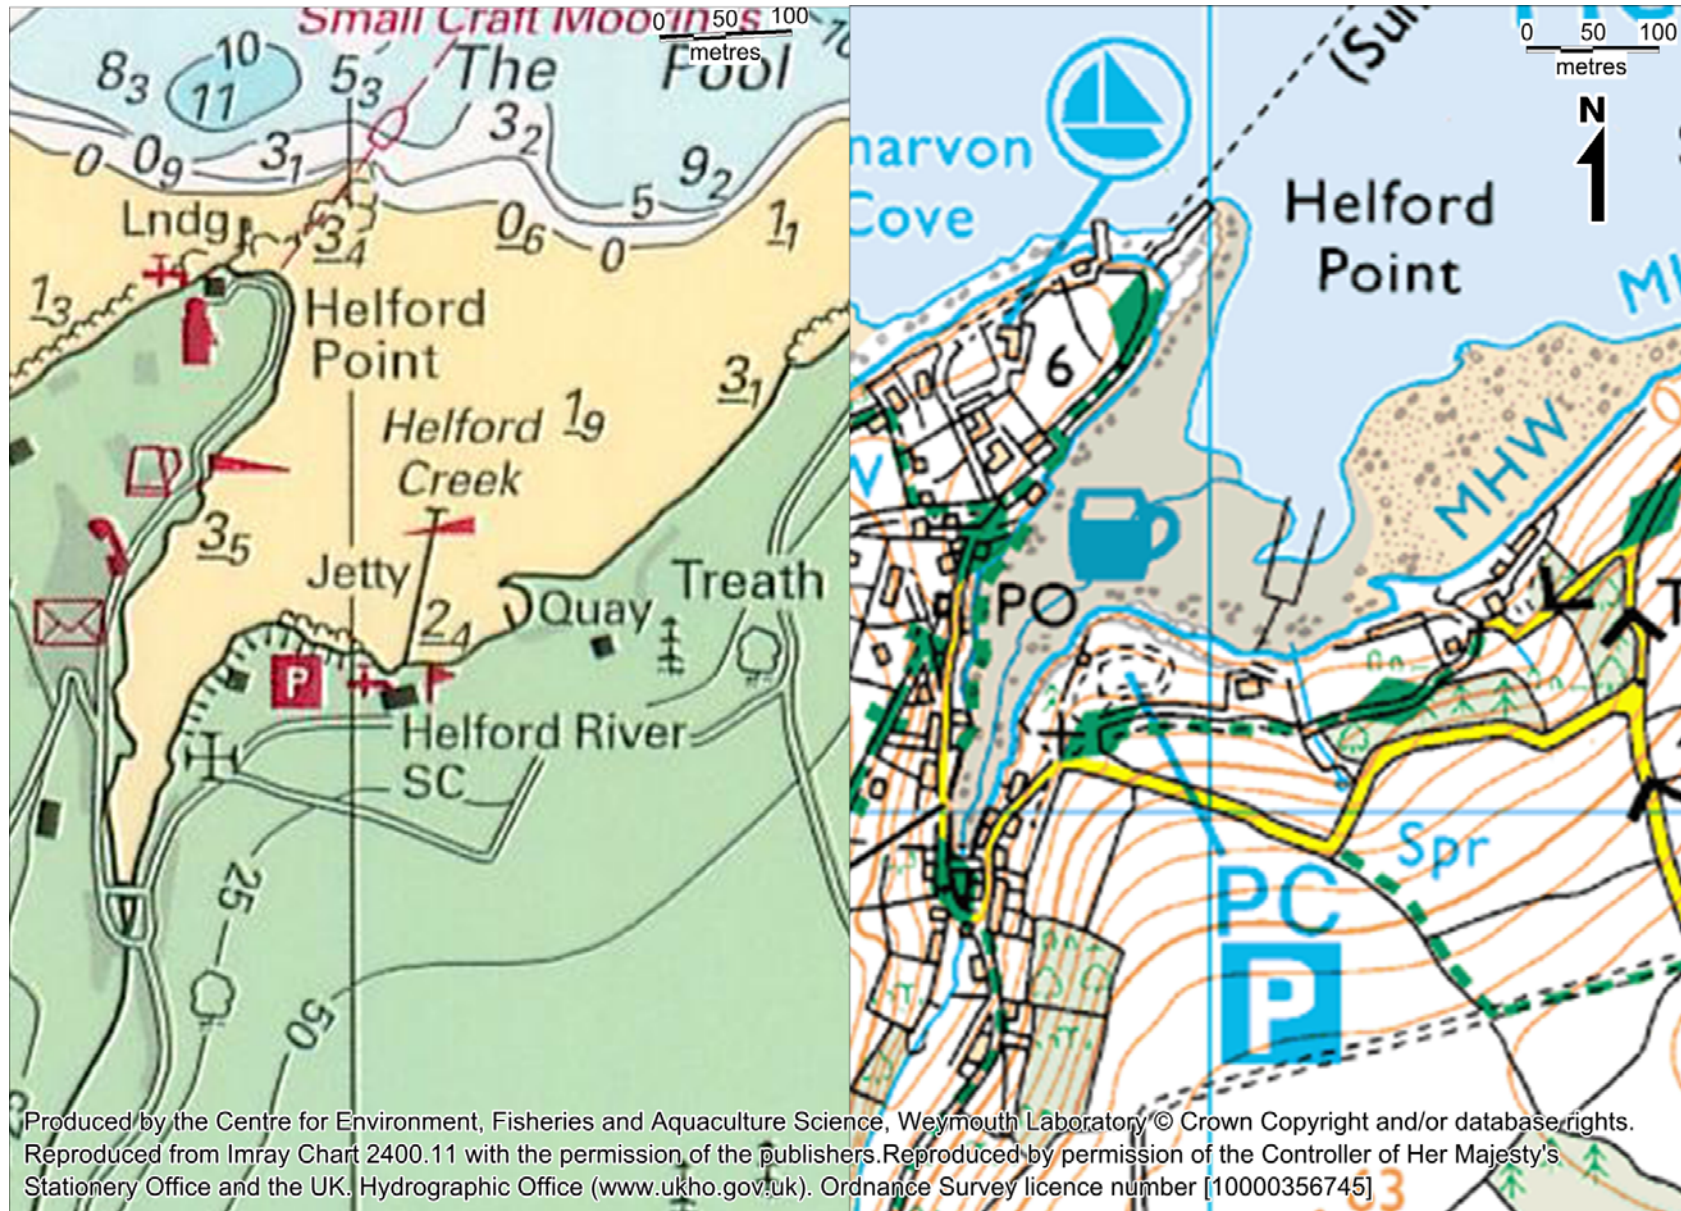 Small Craft Moorings
0 50 100
metres
The Pool
8₃
10
11
5₃
0
0₉
3₁
3₂
9₂
5
0
0₆
1₁
Lndg
3₄
1₃
Helford
Point
3₁
Helford
Creek
1₉
3₅
Jetty
2₄
Quay
Treath
P
Helford River
SC
25
50
0 50 100
metres
N
(Su
narvon
Cove
Helford
Point
6
MHW
PO
Spr
PC
P
63
Produced by the Centre for Environment, Fisheries and Aquaculture Science, Weymouth Laboratory © Crown Copyright and/or database rights.
Reproduced from Imray Chart 2400.11 with the permission of the publishers.Reproduced by permission of the Controller of Her Majesty's
Stationery Office and the UK. Hydrographic Office (www.ukho.gov.uk). Ordnance Survey licence number [10000356745]